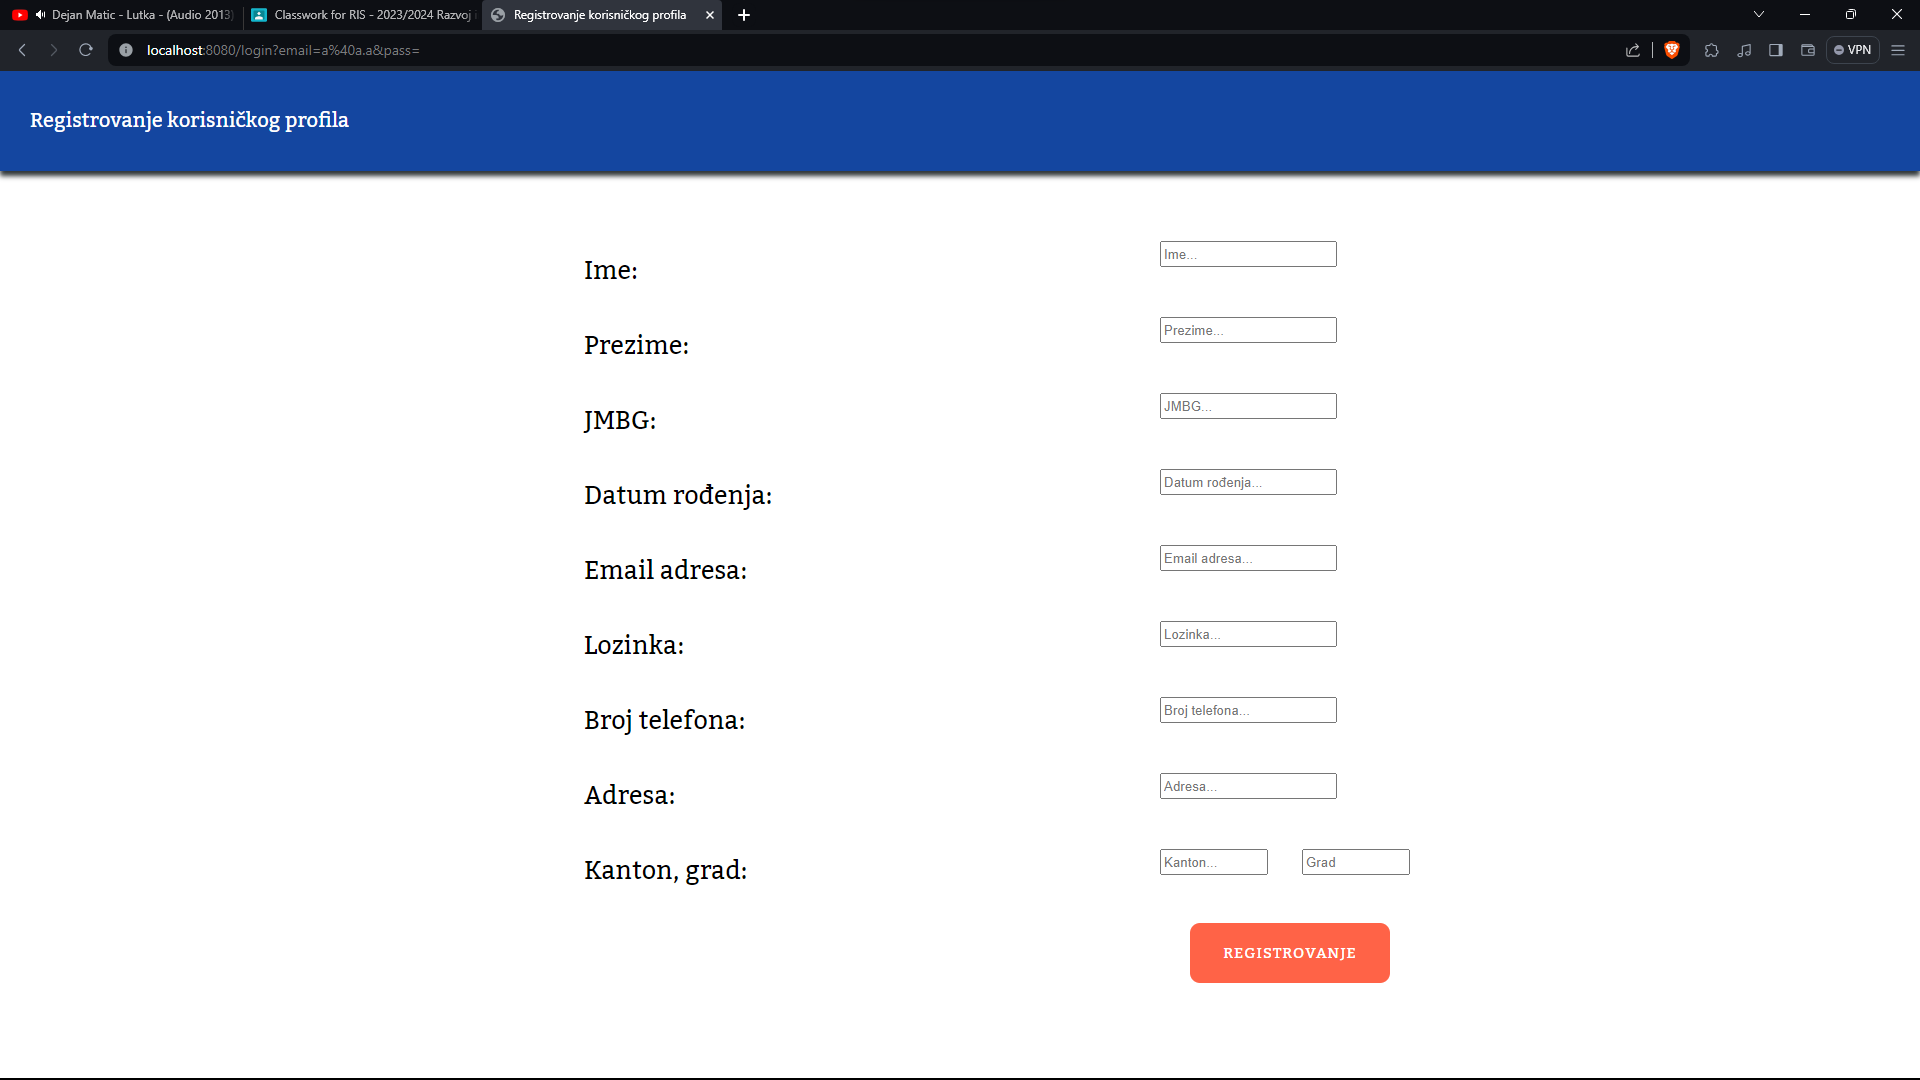 Dejan Matic - Lutka - (Audio 2013)
Classwork for RIS - 2023/2024 Razvoj
Registrovanje korisničkog profila
localhost:8080/login?email=a%40a.a&pass=
VPN
Registrovanje korisničkog profila
Ime:
Ime...
Prezime:
Prezime...
JMBG:
JMBG...
Datum rođenja:
Datum rođenja...
Email adresa:
Email adresa...
Lozinka:
Lozinka...
Broj telefona:
Broj telefona...
Adresa:
Adresa...
Kanton, grad:
Kanton... Grad
REGISTROVANJE